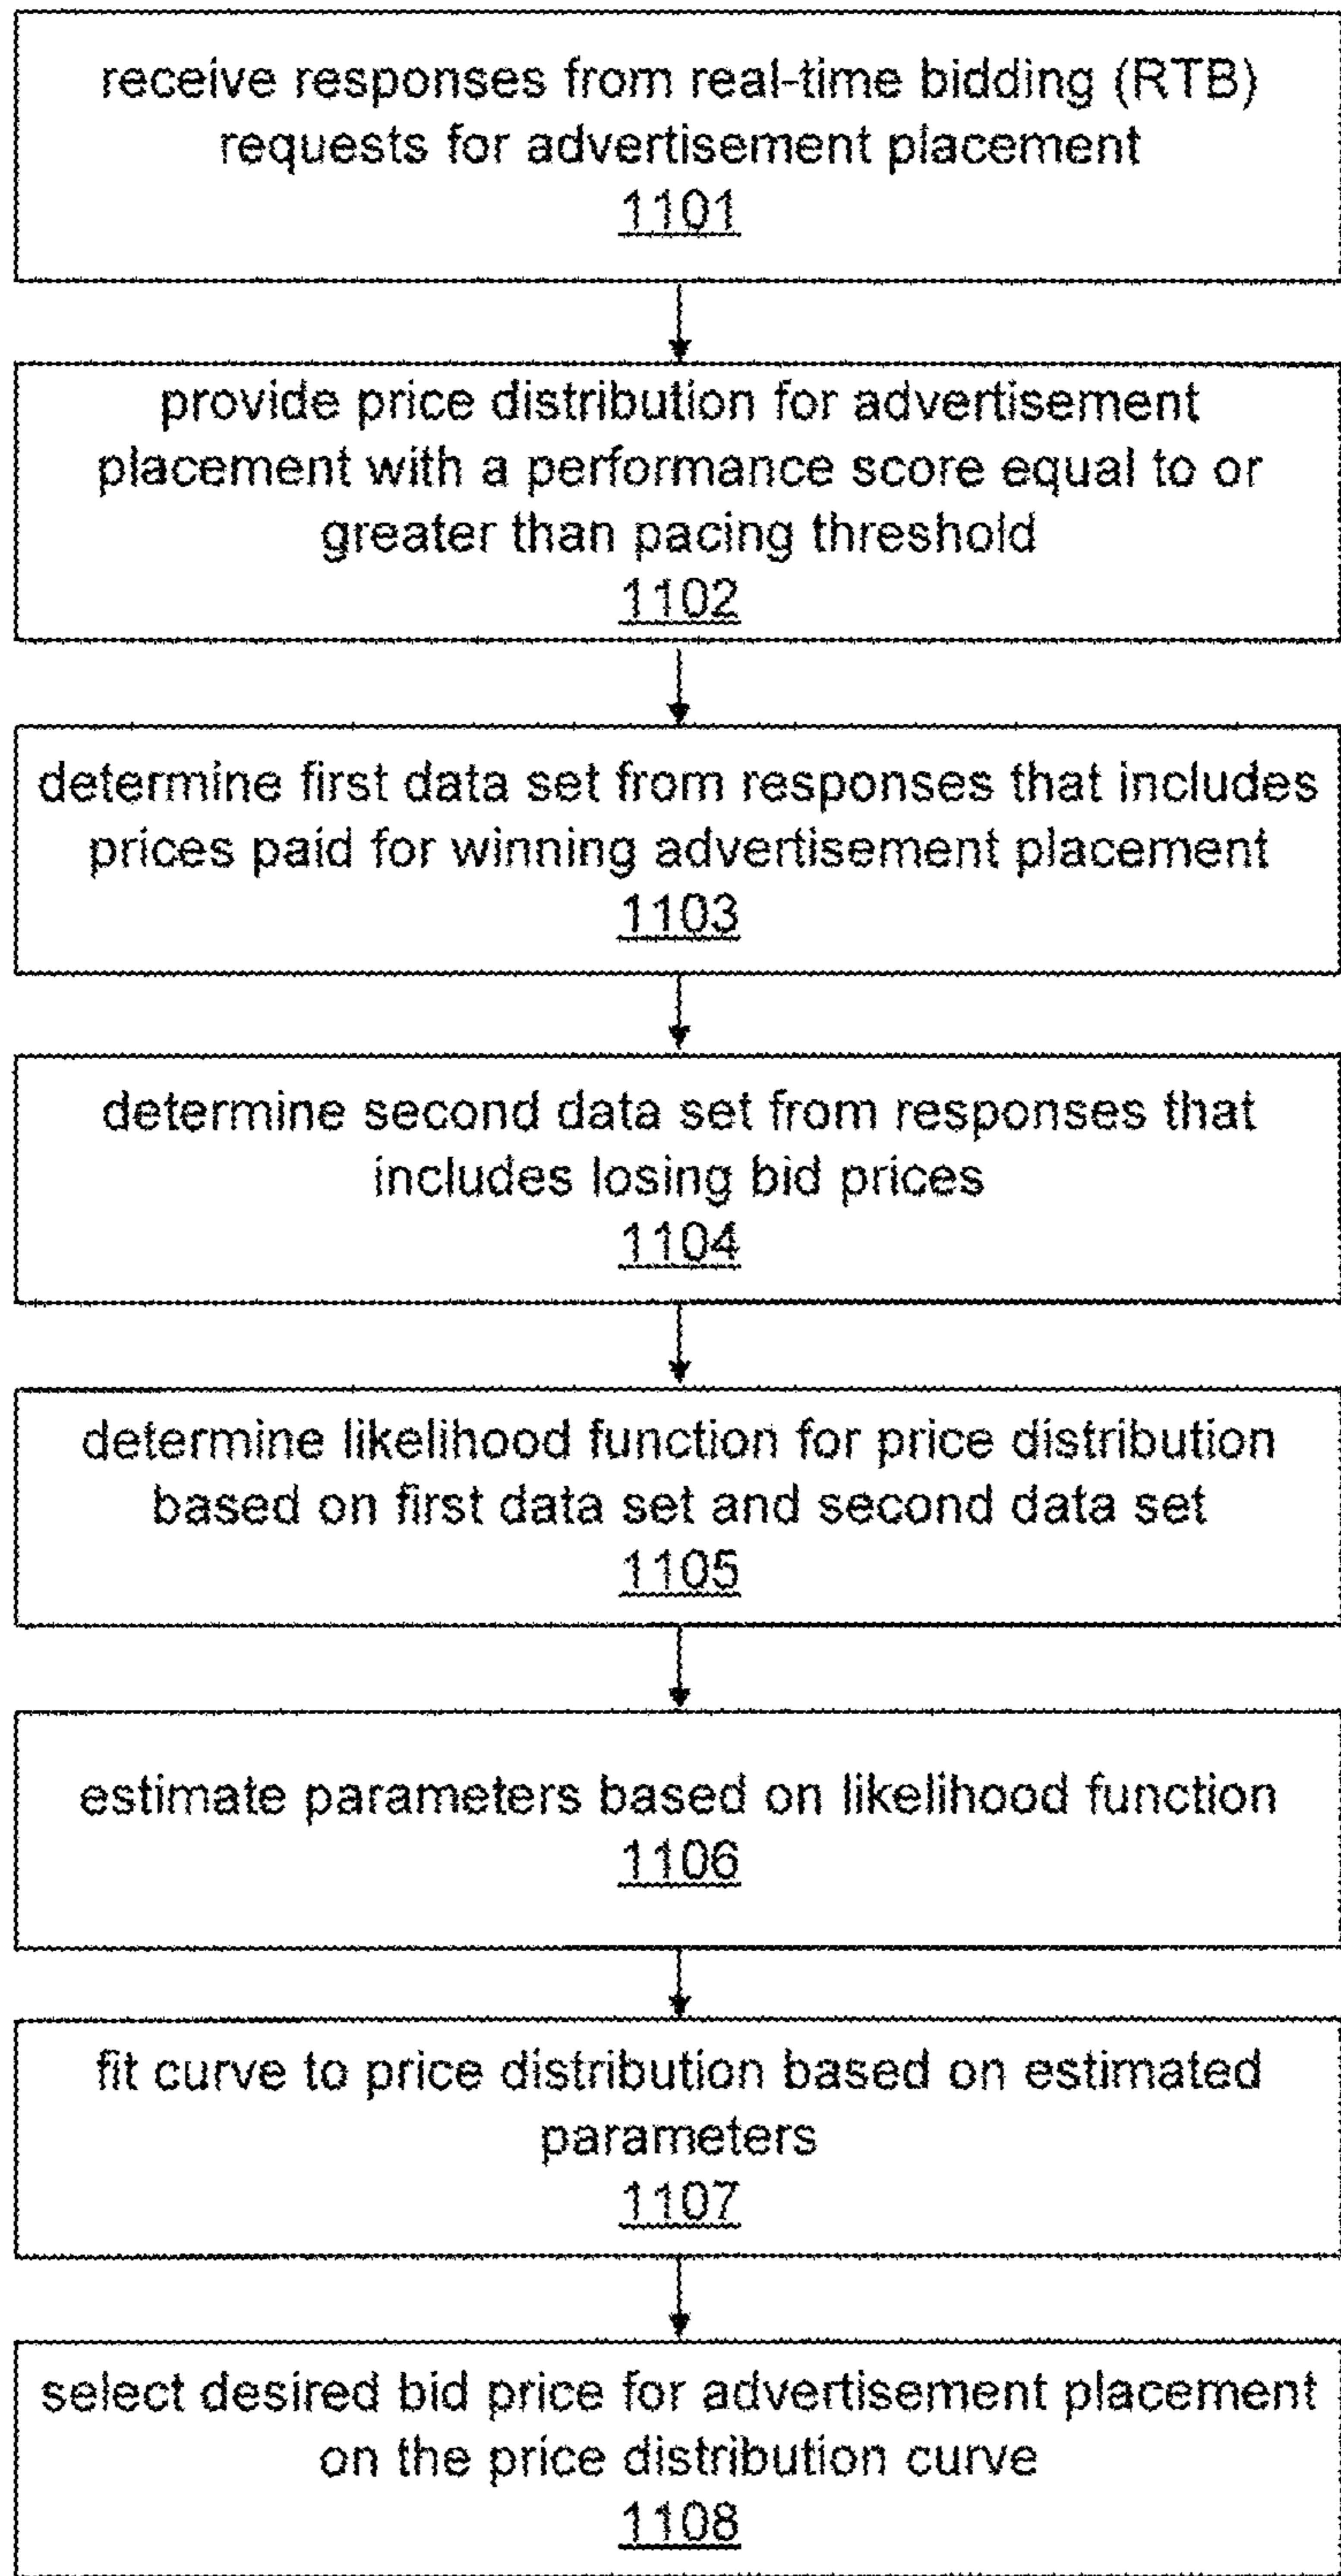 receive responses from real-time bidding (RTB)
requests for advertisement placement
1101
provide price distribution for advertisement
placement with a performance score equal to or
greater than pacing threshold
1102
determine first data set from responses that includes
prices paid for winning advertisement placement
1103
determine second data set from responses that
includes losing bid prices
1104
determine likelihood function for price distribution
based on first data set and second data set
1105
estimate parameters based on likelihood function
1106
fit curve to price distribution based on estimated
parameters
1107
select desired bid price for advertisement placement
on the price distribution curve
1108